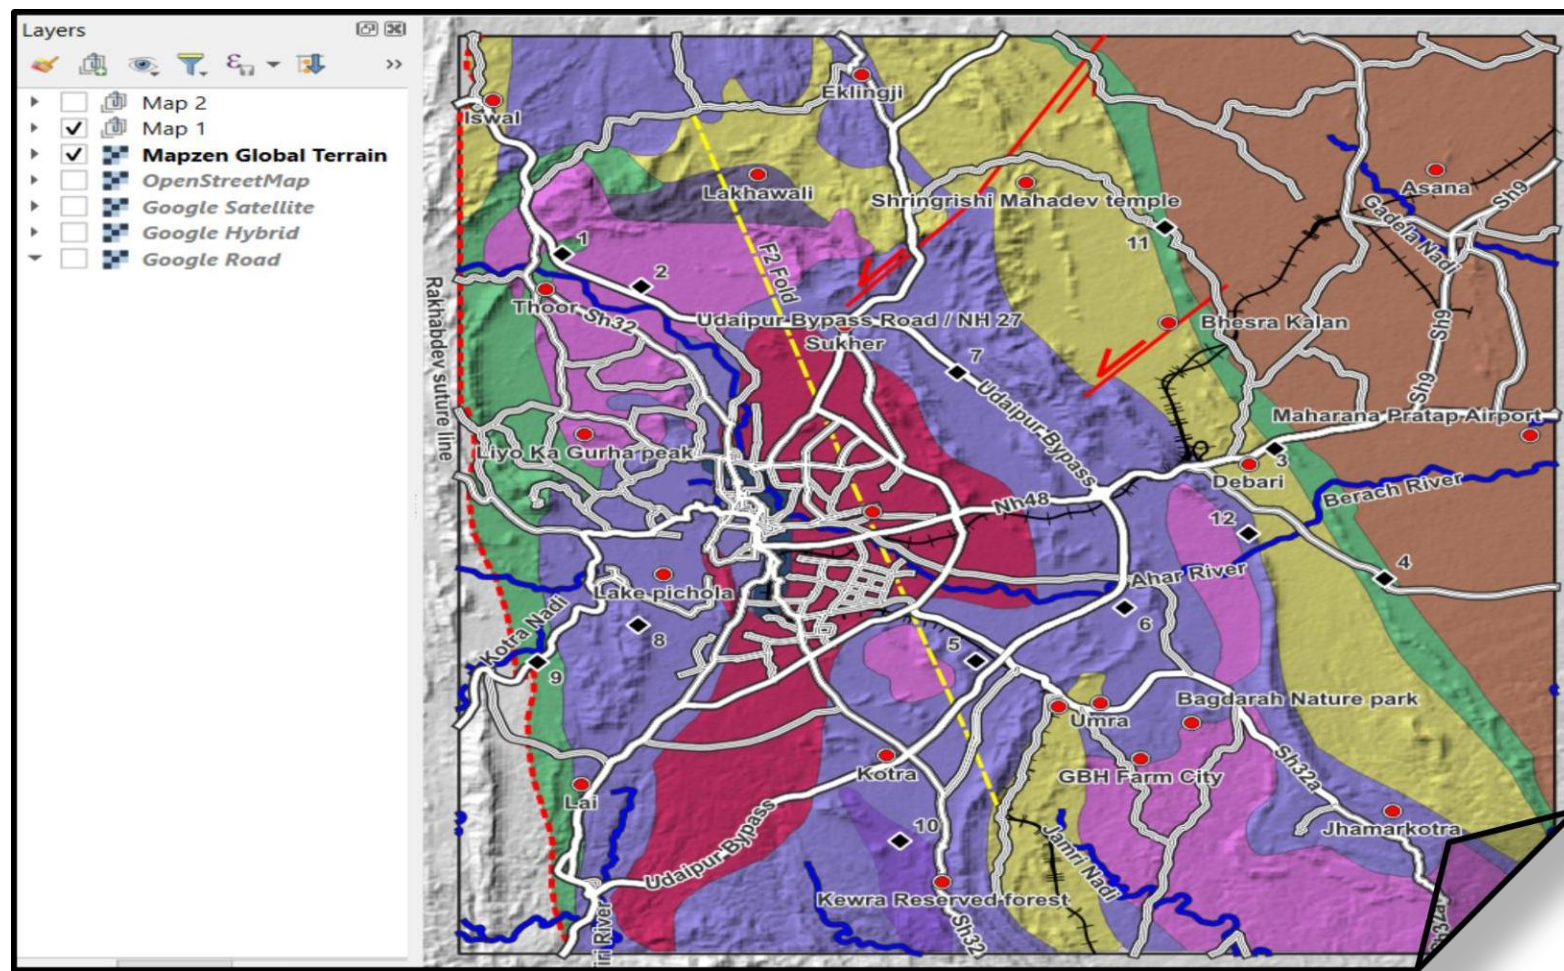 Layers
Map 2
Map 1
Mapzen Global Terrain
OpenStreetMap
Google Satellite
Google Hybrid
Google Road
Iswal
Eklingji
Lakhawali
Shringrishi Mahadev temple
Asana
Sh9
Gadela Nadi
11
1
2
F2 Fold
Thoor
Sh32
Rakhabdev suture line
Udaipur Bypass Road / NH 27
Sukher
Bhesra Kalan
Sh9
7
Udaipur Bypass
Sh9
Maharana Pratap Airport
Liyo Ka Gurha peak
3
Debari
Berach River
Nh48
12
4
Ahar River
Lake pichola
Kotra Nadi
8
6
5
9
Bagdarah Nature park
Umra
Kotra
GBH Farm City
Sh32a
Lai
Jhamarkotra
10
Udaipur Bypass
Jamri Nadi
Kewra Reserved forest
Sh32
iri River